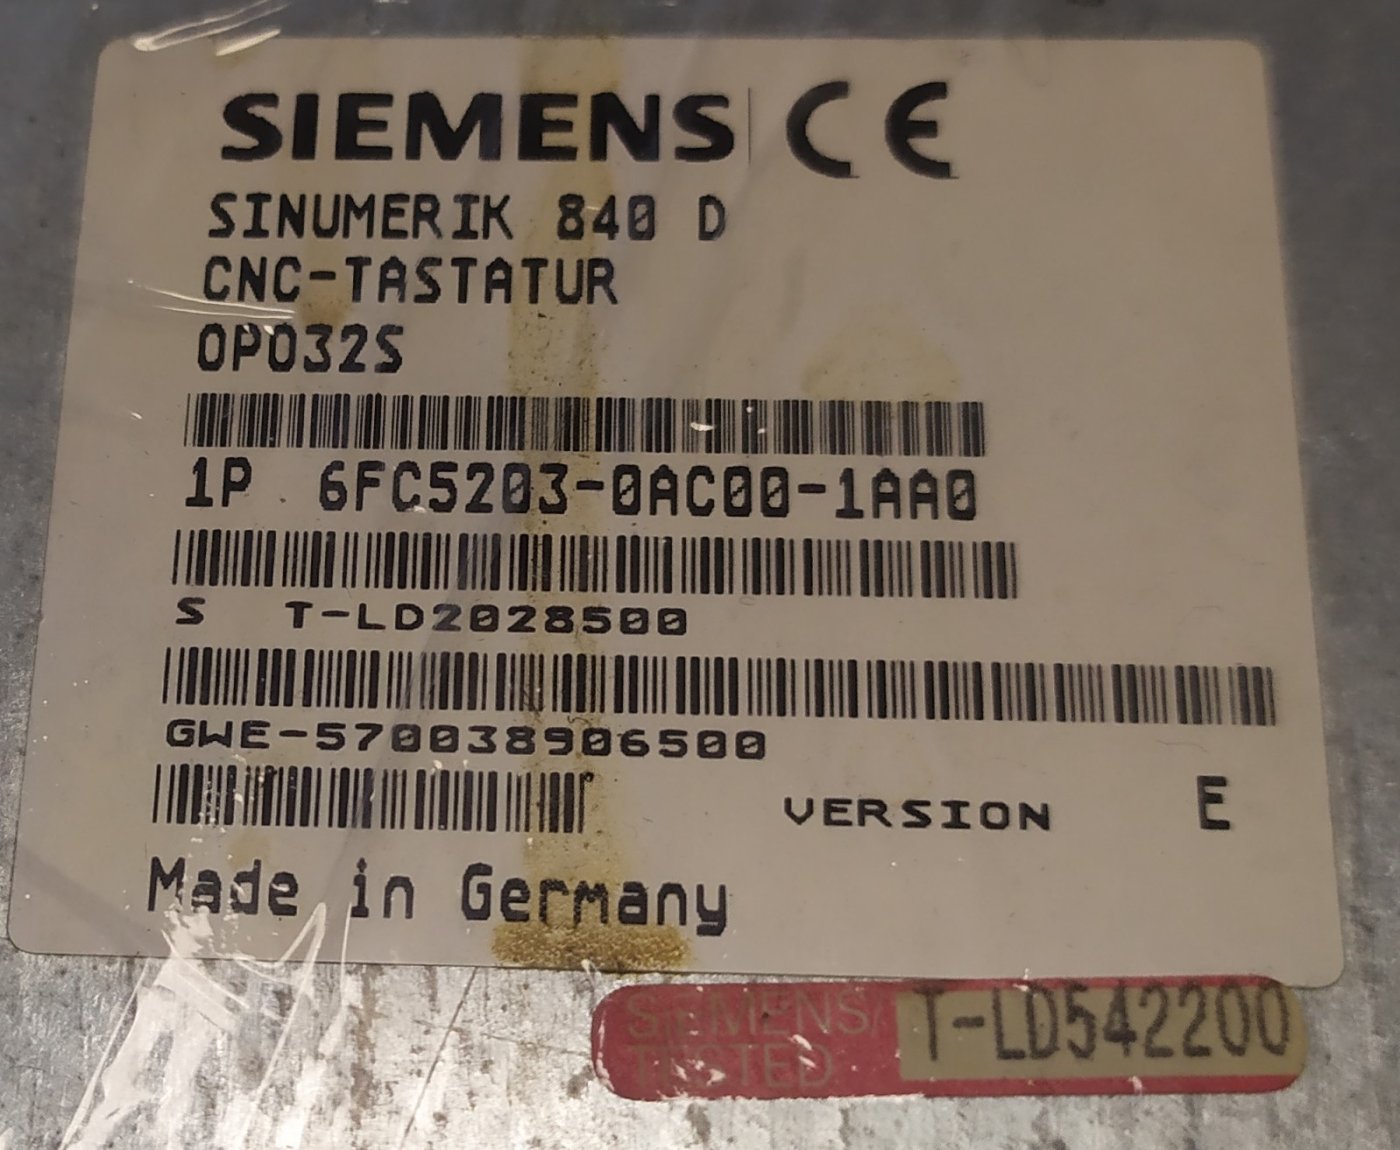 SIEMENS CE
SINUMERIK 840 D
CNC-TASTATUR
OP032S
1P 6FC5203-0AC00-1AA0
S T-LD2028500
GWE-570038906500
VERSION E
Made in Germany
SIEMENS T-LD542200
TESTED